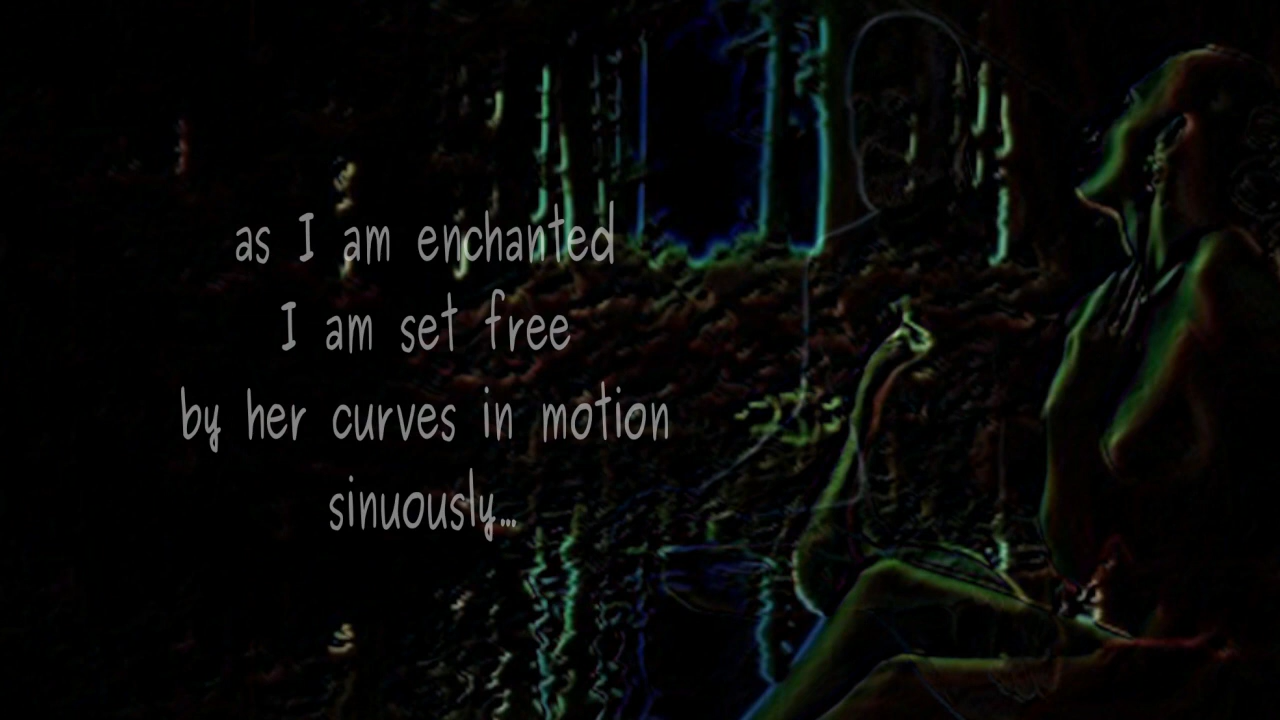 as I am enchanted
I am set free
by her curves in motion
sinuously...